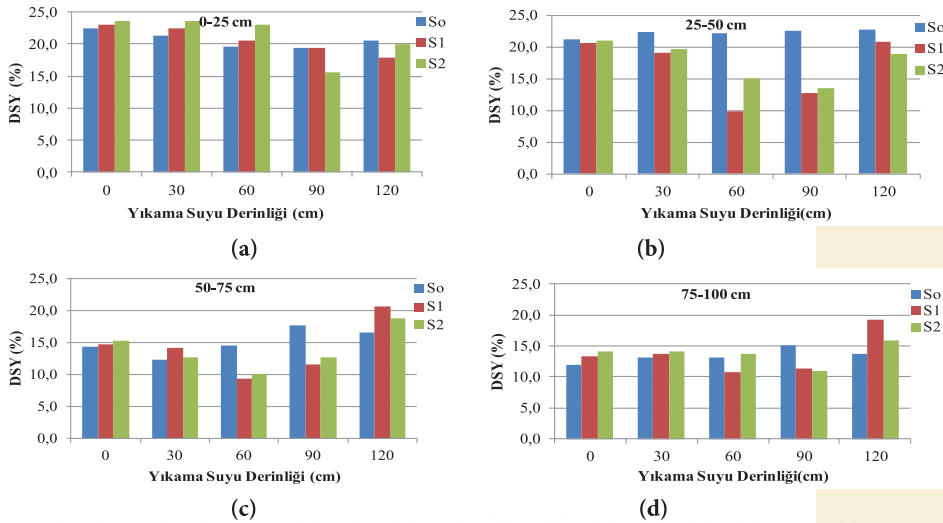 0-25 cm
DSY (%)
25,0
20,0
15,0
10,0
5,0
0,0
0 30 60 90 120
Yıkama Suyu Derinliği (cm)
So
S1
S2
(a)
25-50 cm
DSY (%)
25,0
20,0
15,0
10,0
5,0
0,0
0 30 60 90 120
Yıkama Suyu Derinliği(cm)
So
S1
S2
(b)
50-75 cm
DSY (%)
25,0
20,0
15,0
10,0
5,0
0,0
0 30 60 90 120
Yıkama Suyu Derinliği (cm)
So
S1
S2
(c)
75-100 cm
DSY (%)
25,0
20,0
15,0
10,0
5,0
0,0
0 30 60 90 120
Yıkama Suyu Derinliği(cm)
So
S1
S2
(d)